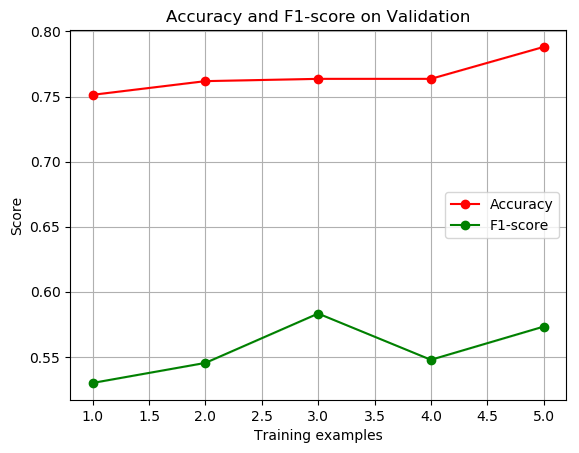 Accuracy and F1-score on Validation
0.80
0.75
0.70
0.65
0.60
0.55
Score
Accuracy
F1-score
1.0 1.5 2.0 2.5 3.0 3.5 4.0 4.5 5.0
Training examples